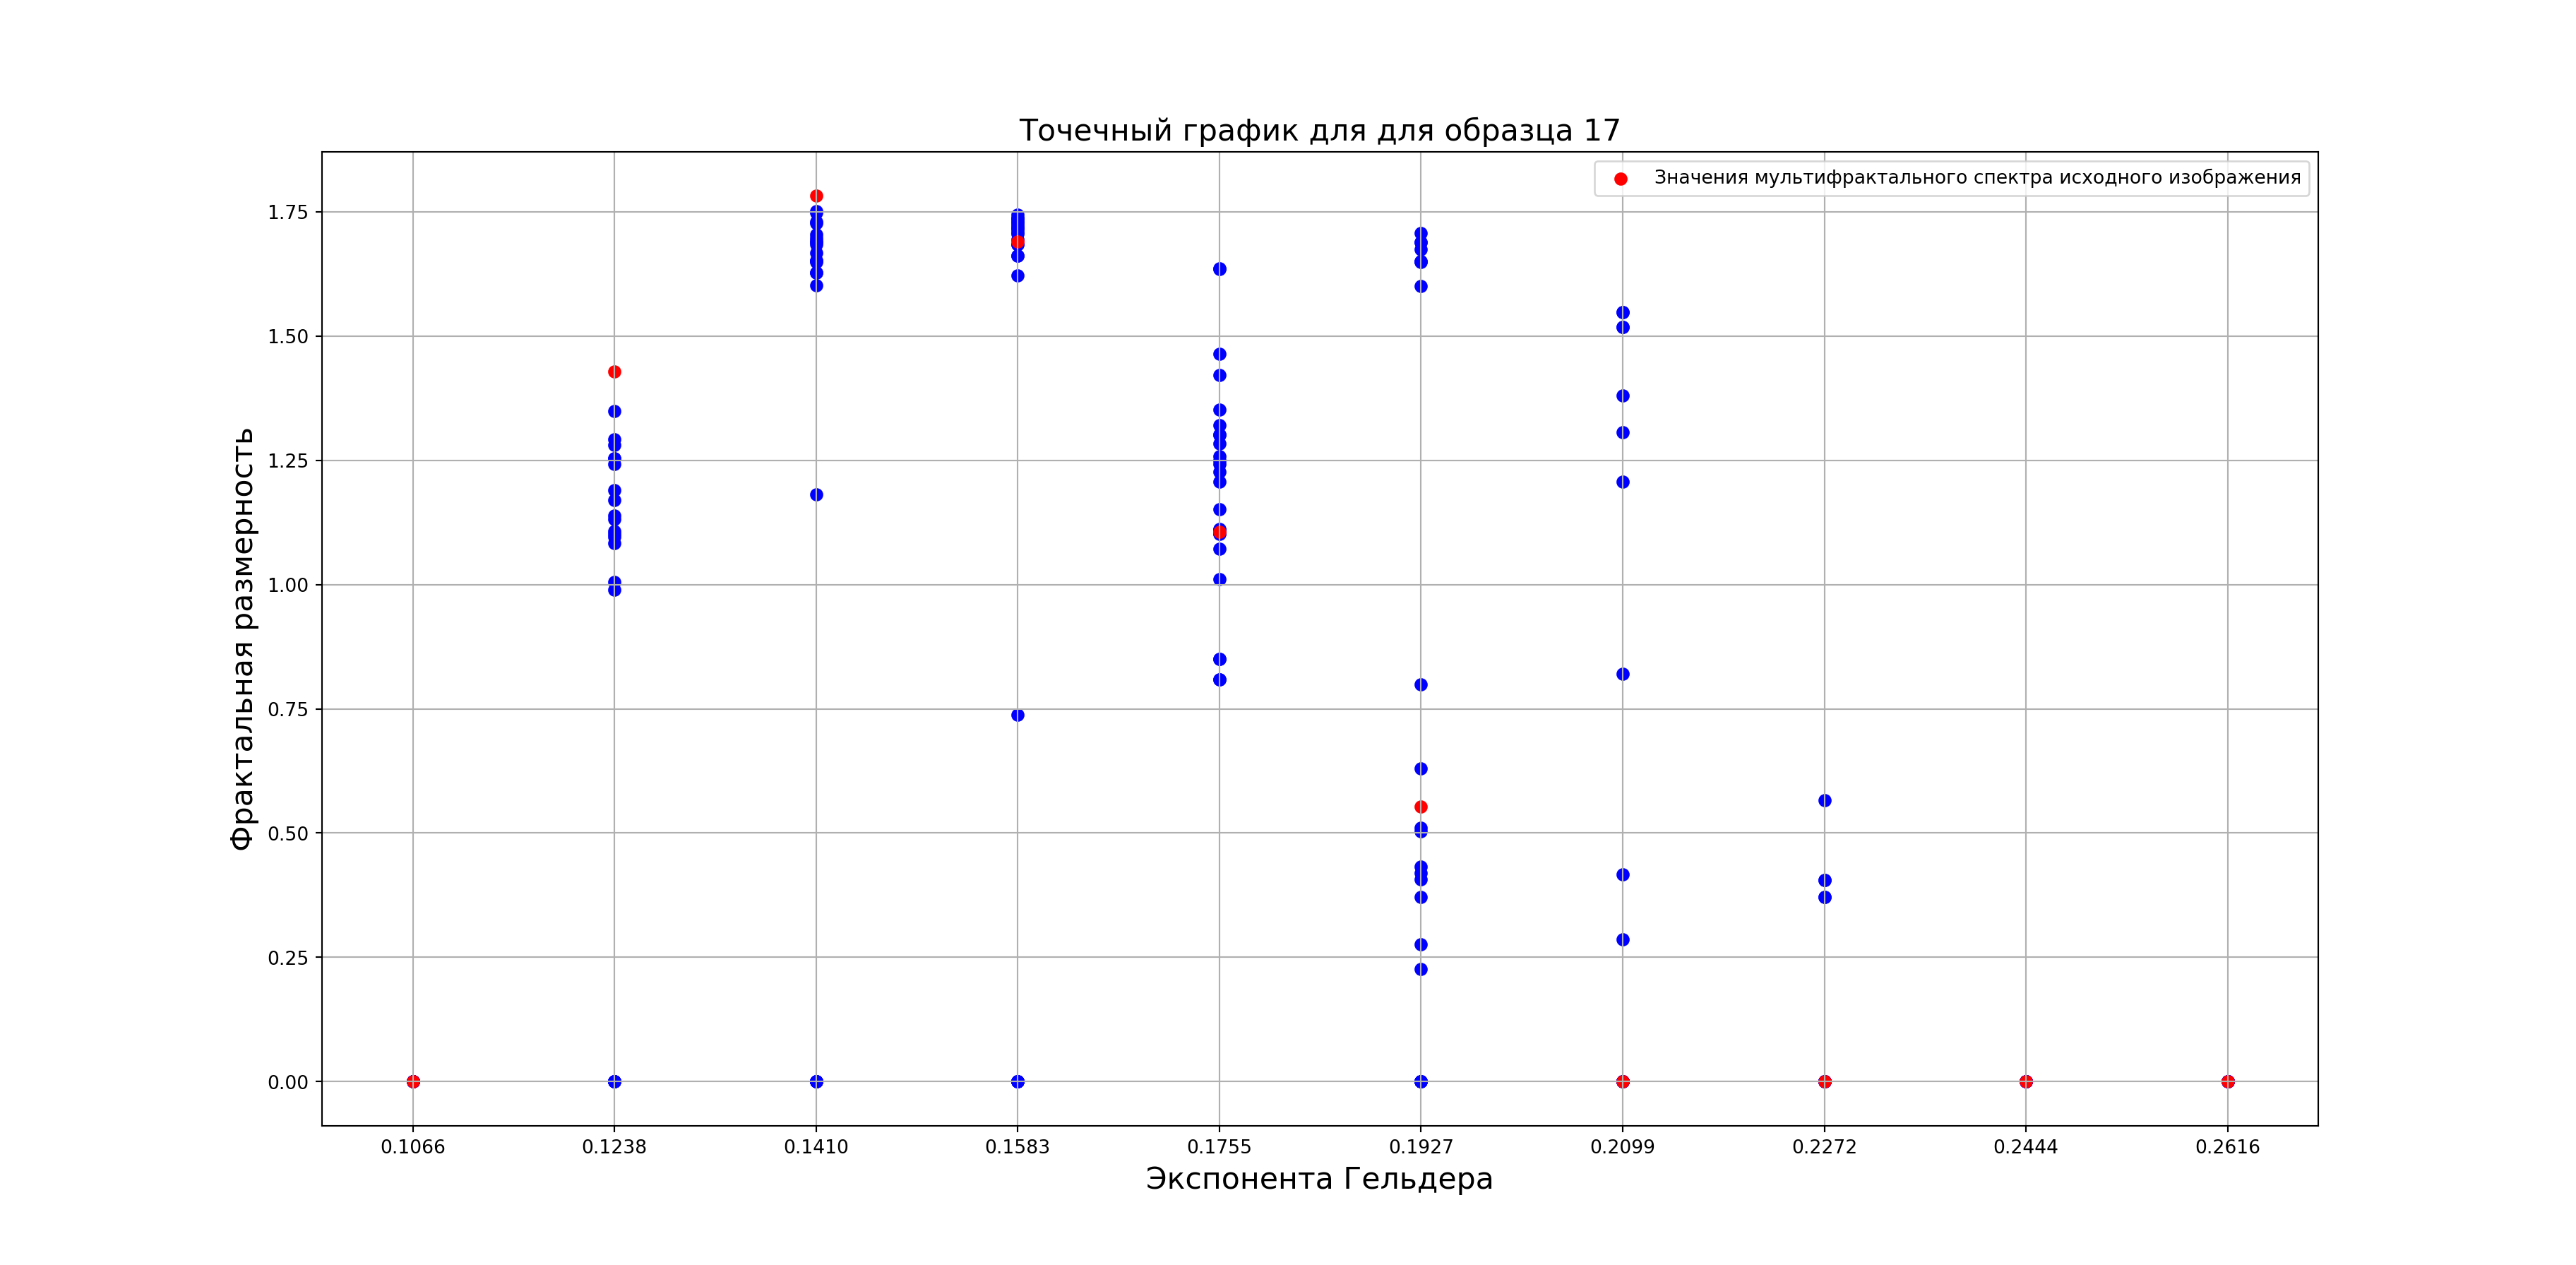 Точечный график для для образца 17
Значения мультифрактального спектра исходного изображения
Фрактальная размерность
1.75
1.50
1.25
1.00
0.75
0.50
0.25
0.00
0.1066 0.1238 0.1410 0.1583 0.1755 0.1927 0.2099 0.2272 0.2444 0.2616
Экспонента Гельдера